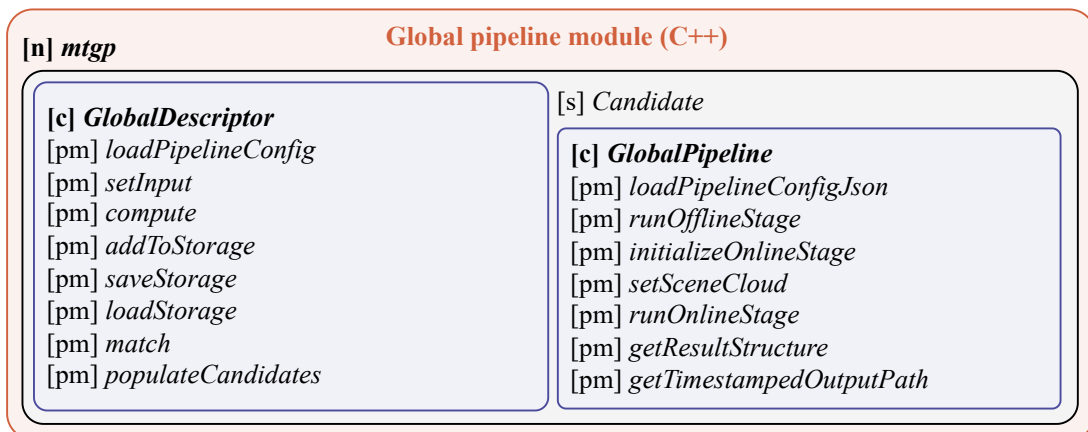 Global pipeline module (C++)
[n] mtgp
[c] GlobalDescriptor
[pm] loadPipelineConfig
[pm] setInput
[pm] compute
[pm] addToStorage
[pm] saveStorage
[pm] loadStorage
[pm] match
[pm] populateCandidates
[s] Candidate
[c] GlobalPipeline
[pm] loadPipelineConfigJson
[pm] runOfflineStage
[pm] initializeOnlineStage
[pm] setSceneCloud
[pm] runOnlineStage
[pm] getResultStructure
[pm] getTimestampedOutputPath